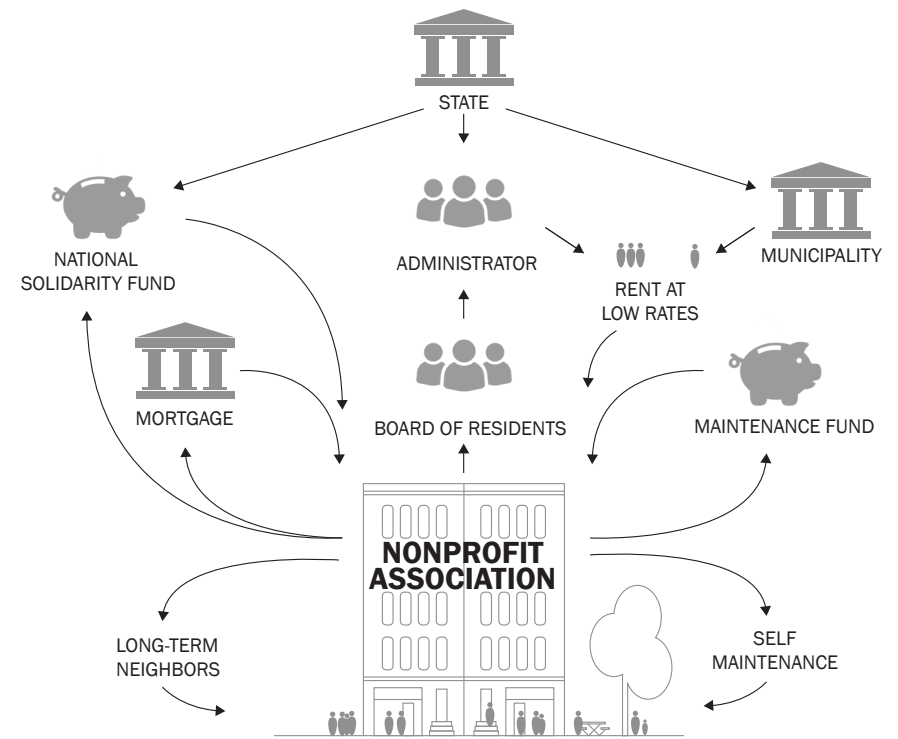 STATE
NATIONAL
SOLIDARITY FUND
ADMINISTRATOR
MUNICIPALITY
RENT AT
LOW RATES
MORTGAGE
BOARD OF RESIDENTS
MAINTENANCE FUND
NONPROFIT
ASSOCIATION
LONG-TERM
NEIGHBORS
SELF
MAINTENANCE